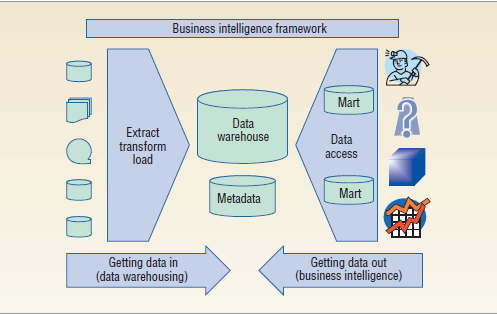 Business intelligence framework
Extract
transform
load
Data
warehouse
Metadata
Mart
Data
access
Mart
Getting data in
(data warehousing)
Getting data out
(business intelligence)